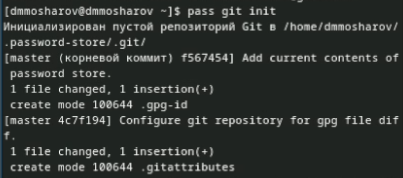 [dmmosharov@dmmosharov ~]$ pass git init
Инициализирован пустой репозиторий Git в /home/dmmosharov/
.password-store/.git/
[master (корневой коммит) f567454] Add current contents of
 password store.
 1 file changed, 1 insertion(+)
 create mode 100644 .gpg-id
[master 4c7f194] Configure git repository for gpg file dif
f.
 1 file changed, 1 insertion(+)
 create mode 100644 .gitattributes